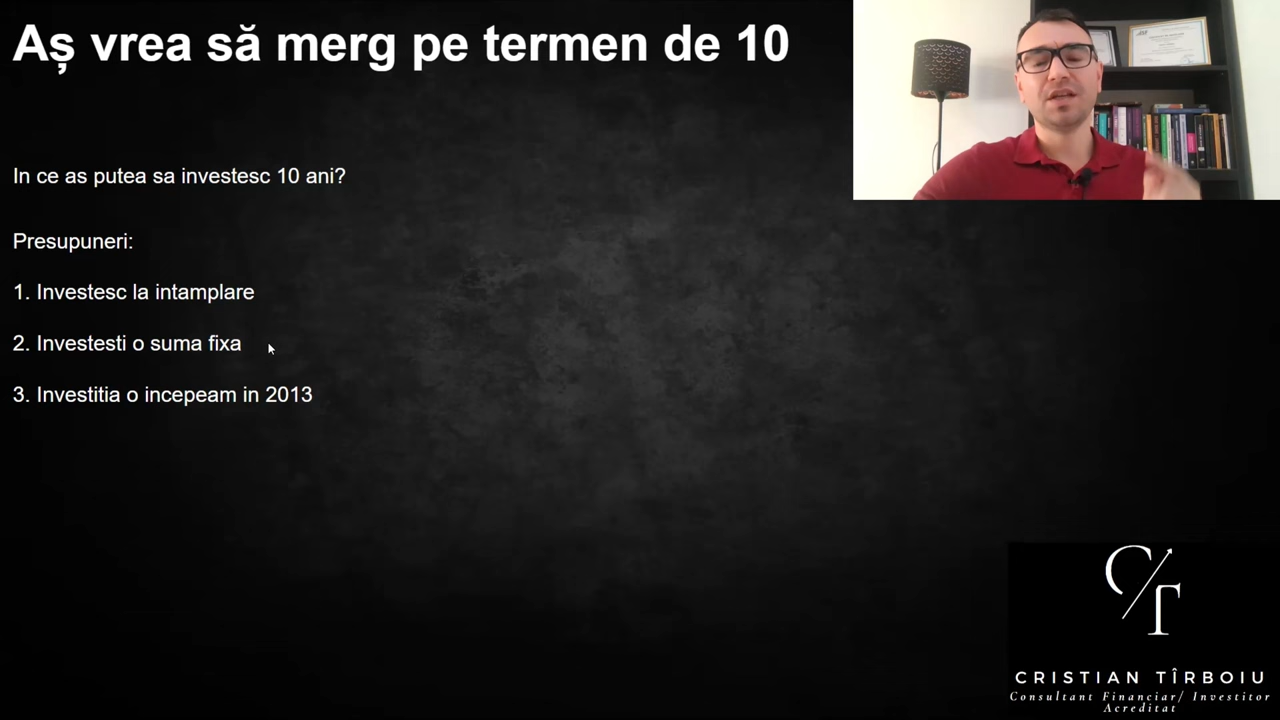 Aș vrea să merg pe termen de 10
In ce as putea sa investesc 10 ani?
Presupuneri:
1. Investesc la intamplare
2. Investesti o suma fixa
3. Investitia o incepeam in 2013
CT
CRISTIAN TÎRBOIU
Consultant Financiar/ Investitor
Acreditat